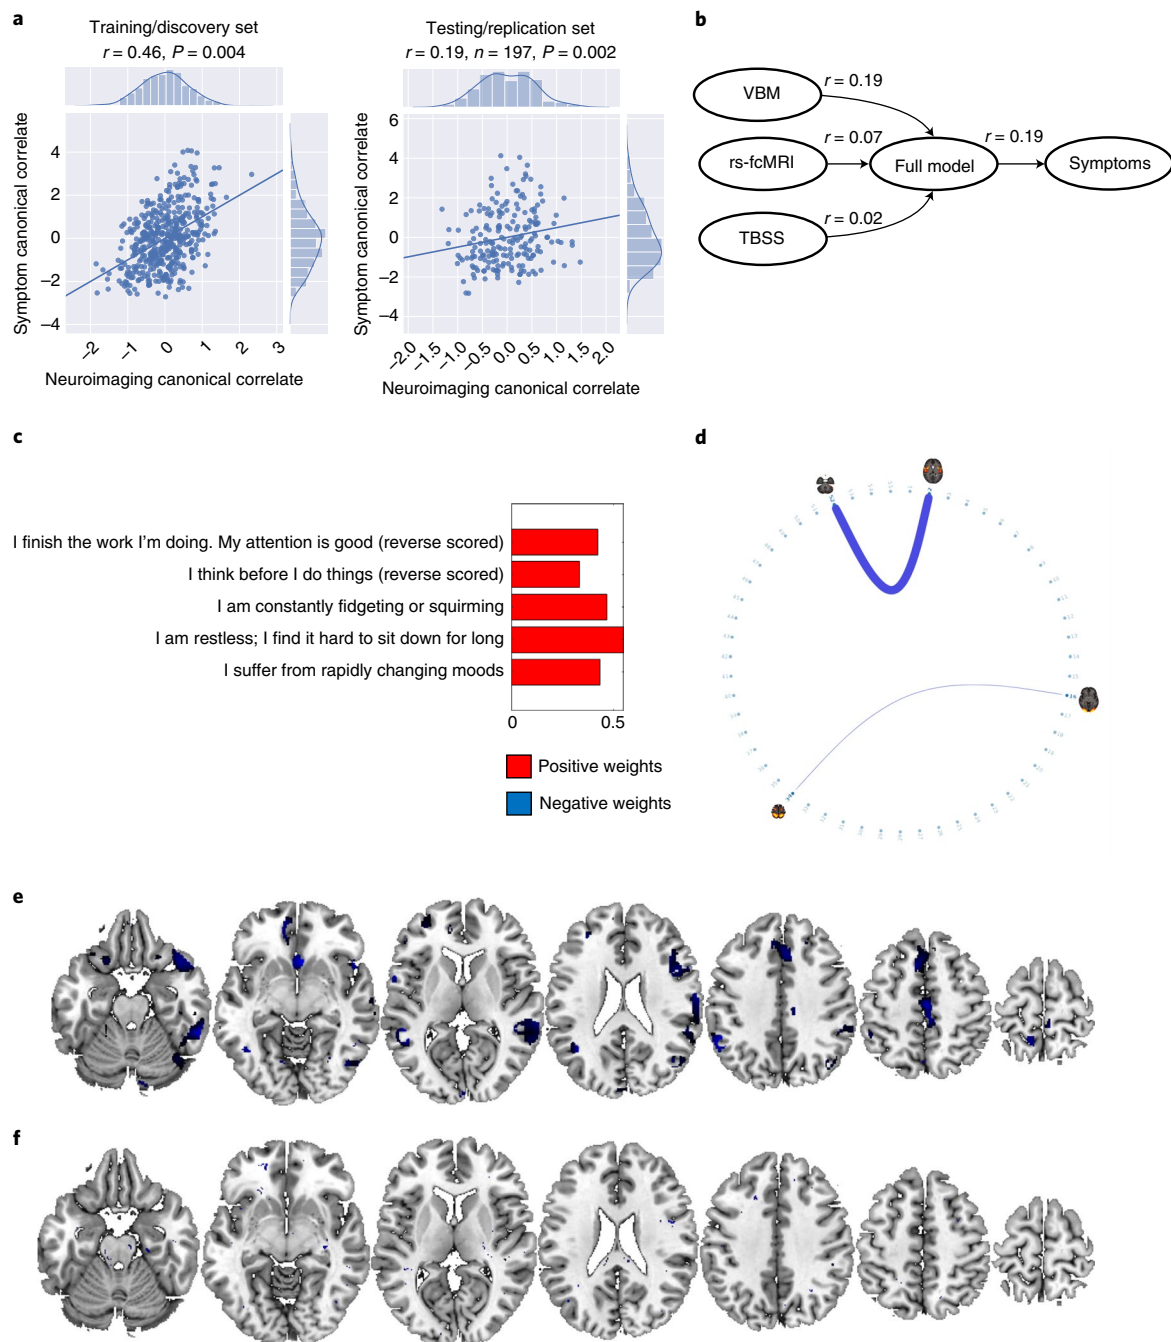 a
Training/discovery set
r = 0.46, P = 0.004
Symptom canonical correlate
4
2
0
−2
−4
−2
−1
0
1
2
3
Neuroimaging canonical correlate
Testing/replication set
r = 0.19, n = 197, P = 0.002
Symptom canonical correlate
6
4
2
0
−2
−4
−2.0
−1.5
−1.0
−0.5
0.0
0.5
1.0
1.5
2.0
Neuroimaging canonical correlate
b
VBM
r = 0.19
rs-fcMRI
r = 0.07
Full model
r = 0.19
Symptoms
TBSS
r = 0.02
c
I finish the work I'm doing. My attention is good (reverse scored)
I think before I do things (reverse scored)
I am constantly fidgeting or squirming
I am restless; I find it hard to sit down for long
I suffer from rapidly changing moods
0
0.5
Positive weights
Negative weights
d
e
f